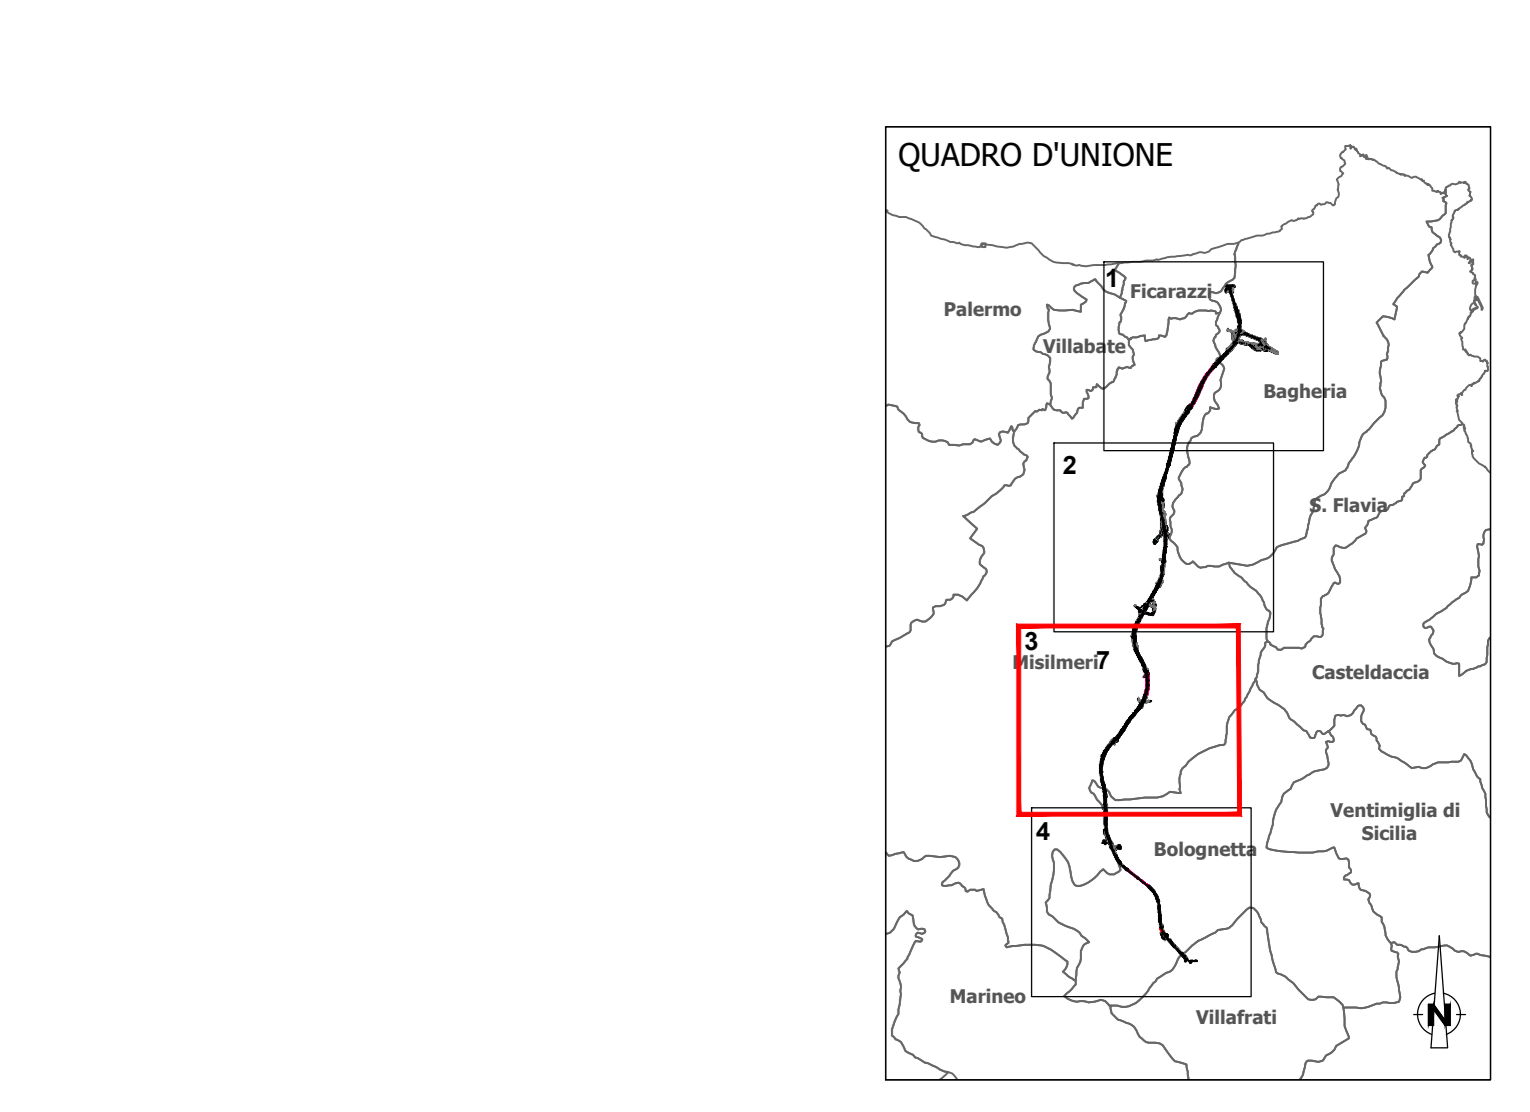 QUADRO D'UNIONE
1
Ficarazzi
Palermo
Villabate
Bagheria
2
S. Flavia
3
Misilmeri
7
Casteldaccia
Ventimiglia di
Sicilia
4
Bolognetta
Marineo
Villafrati
N